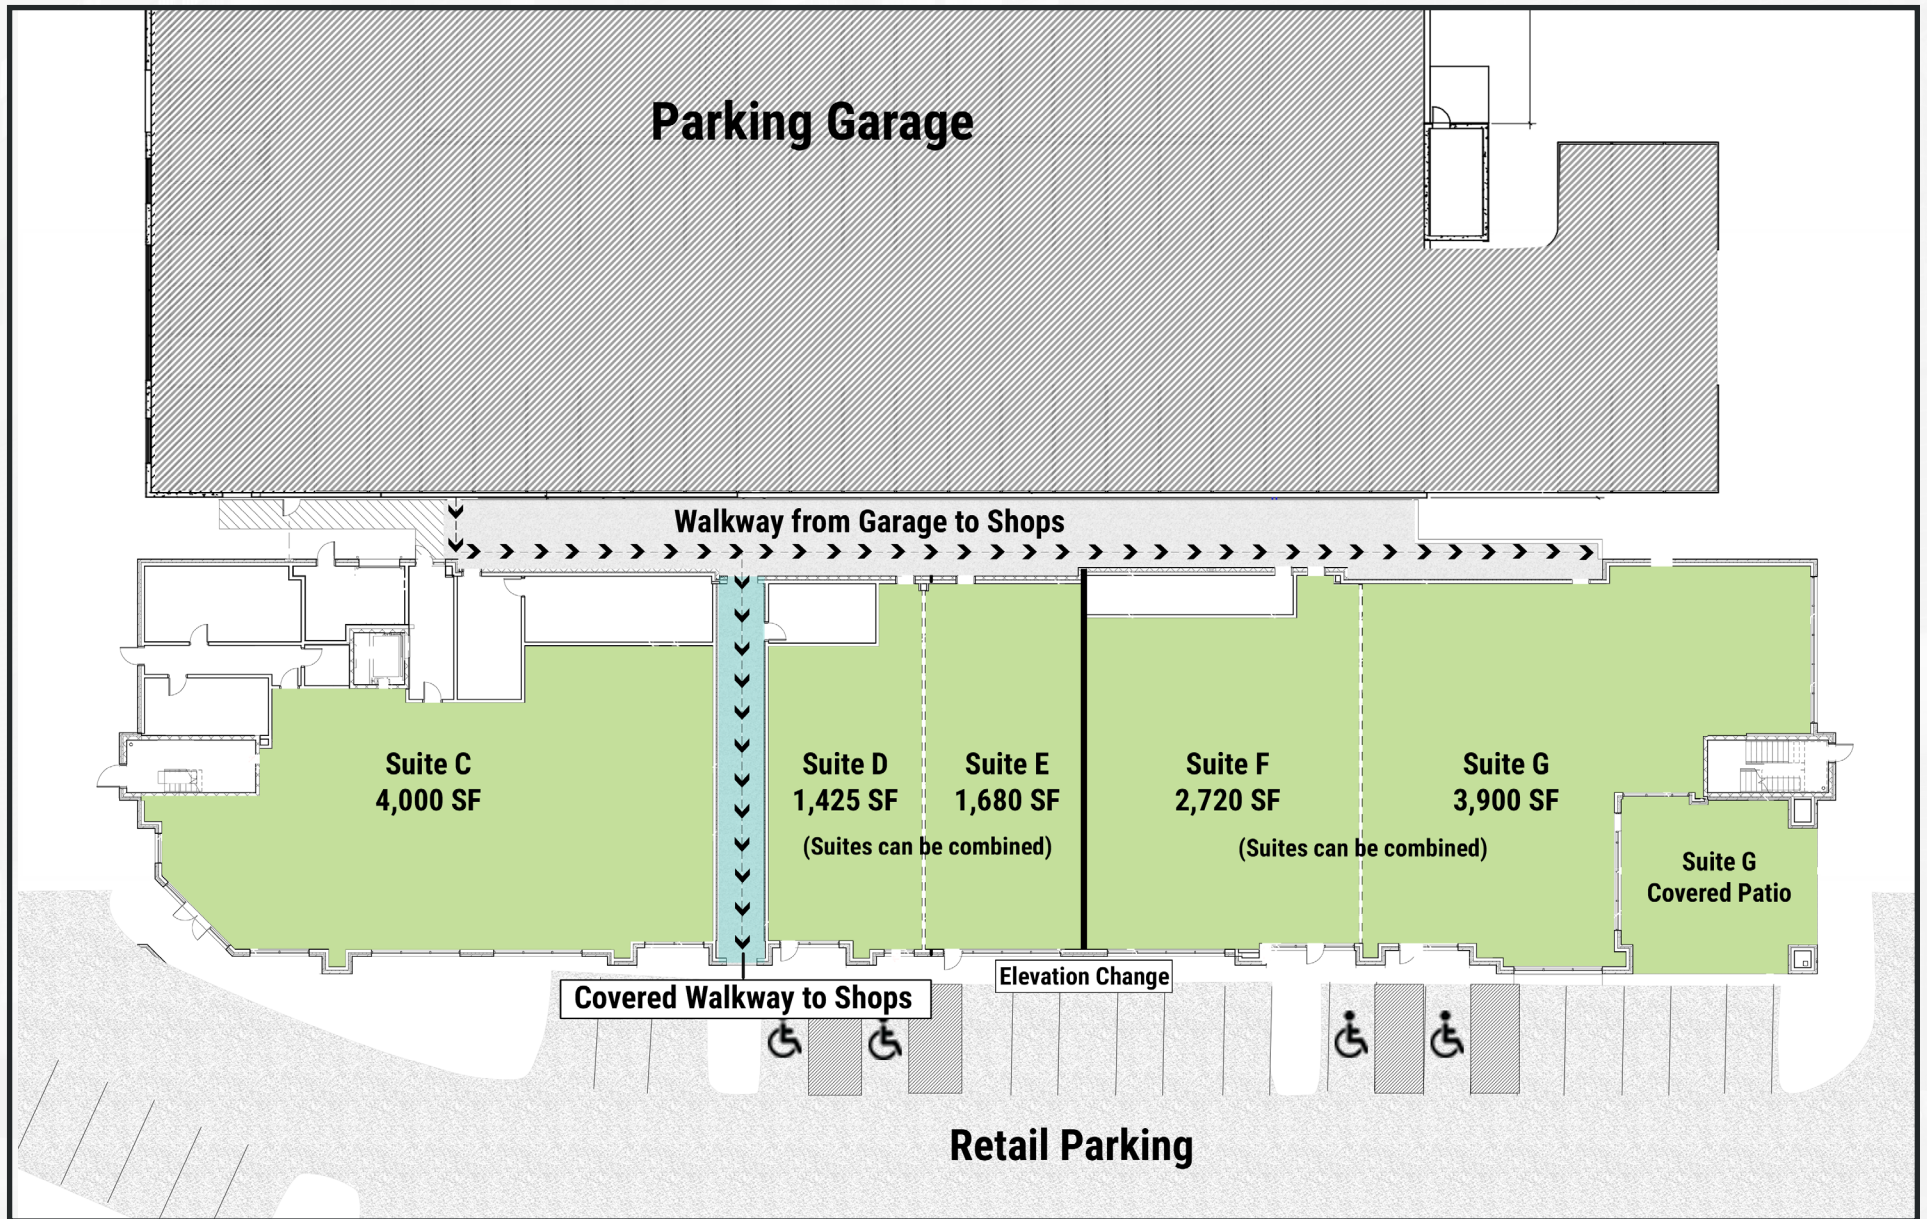 Parking Garage
Walkway from Garage to Shops
Suite C
4,000 SF
Suite D
1,425 SF
Suite E
1,680 SF
(Suites can be combined)
Suite F
2,720 SF
Suite G
3,900 SF
(Suites can be combined)
Suite G
Covered Patio
Elevation Change
Covered Walkway to Shops
Retail Parking